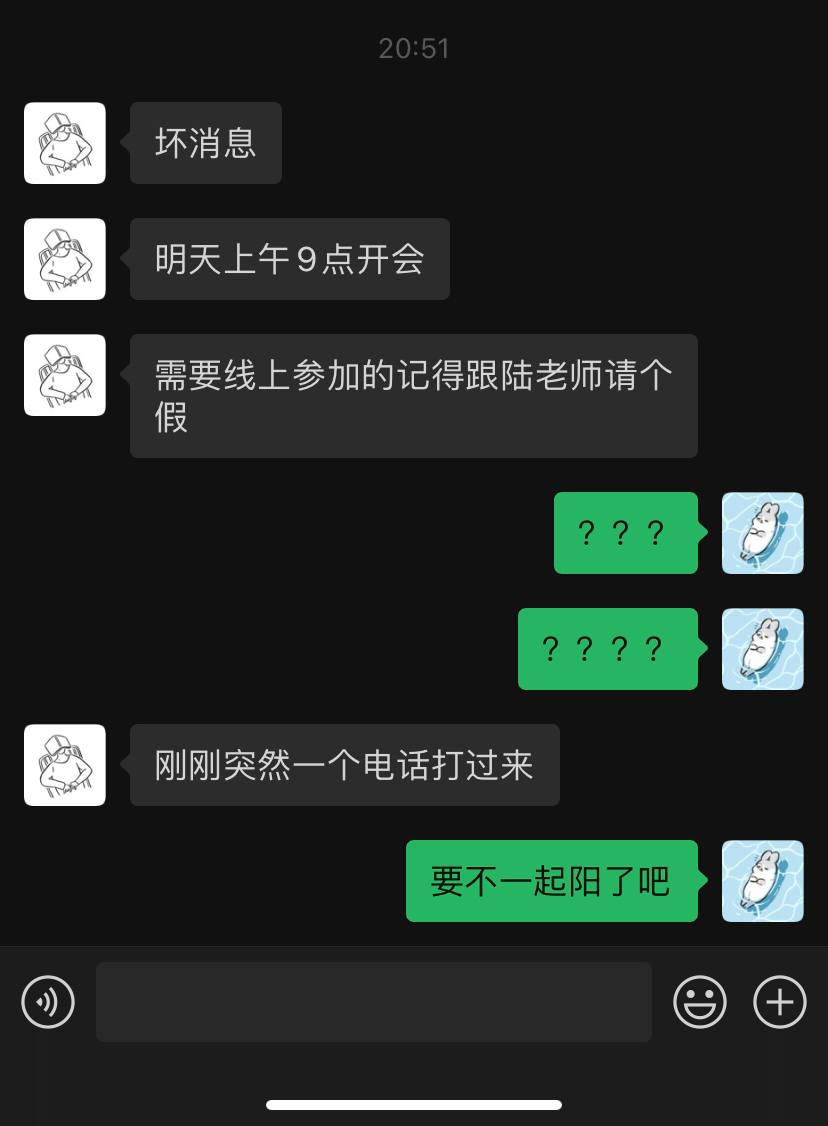 20:51
坏消息
明天上午9点开会
需要线上参加的记得跟陆老师请个
假
？？？
？？？？
刚刚突然一个电话打过来
要不一起阳了吧